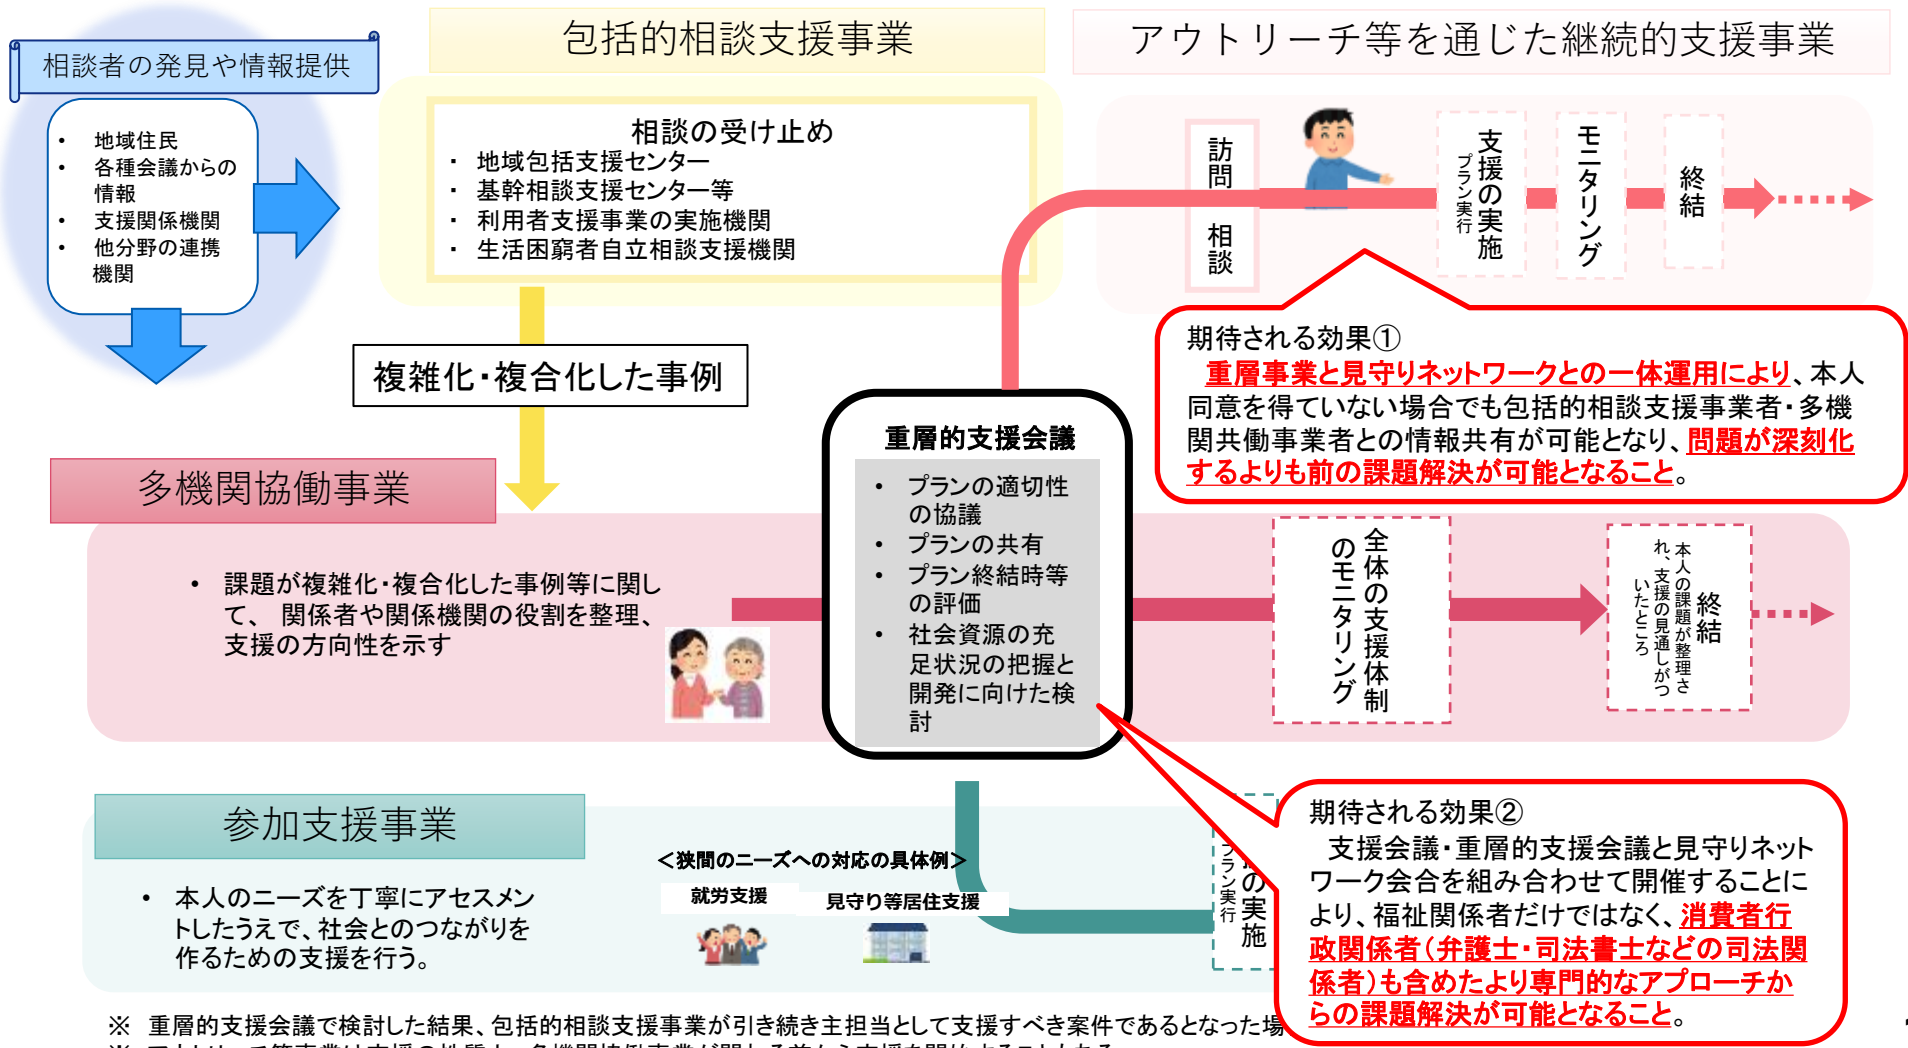 相談者の発見や情報提供
・ 地域住民
・ 各種会議からの
情報
・ 支援関係機関
・ 他分野の連携
機関
包括的相談支援事業
相談の受け止め
・ 地域包括支援センター
・ 基幹相談支援センター等
・ 利用者支援事業の実施機関
・ 生活困窮者自立相談支援機関
複雑化・複合化した事例
アウトリーチ等を通じた継続的支援事業
訪問 相談
支援の実施
プラン実行
モニタリング
終結
期待される効果①
重層事業と見守りネットワークとの一体運用により、本人
同意を得ていない場合でも包括的相談支援事業者・多機
関共働事業者との情報共有が可能となり、問題が深刻化
するよりも前の課題解決が可能となること。
多機関協働事業
• 課題が複雑化・複合化した事例等に関し
て、 関係者や関係機関の役割を整理、
支援の方向性を示す
重層的支援会議
• プランの適切性
の協議
• プランの共有
• プラン終結時等
の評価
• 社会資源の充
足状況の把握と
開発に向けた検
討
全体の支援体制
のモニタリング
終結
本人の課題が整理さ
れ、支援の見通しがつ
いたところ
参加支援事業
• 本人のニーズを丁寧にアセスメン
トしたうえで、社会とのつながりを
作るための支援を行う。
＜狭間のニーズへの対応の具体例＞
就労支援
見守り等居住支援
の実施
プラン実行
期待される効果②
支援会議・重層的支援会議と見守りネット
ワーク会合を組み合わせて開催することに
より、福祉関係者だけではなく、消費者行
政関係者（弁護士・司法書士などの司法関
係者）も含めたより専門的なアプローチか
らの課題解決が可能となること。
※ 重層的支援会議で検討した結果、包括的相談支援事業が引き続き主担当として支援すべき案件であるとなった場